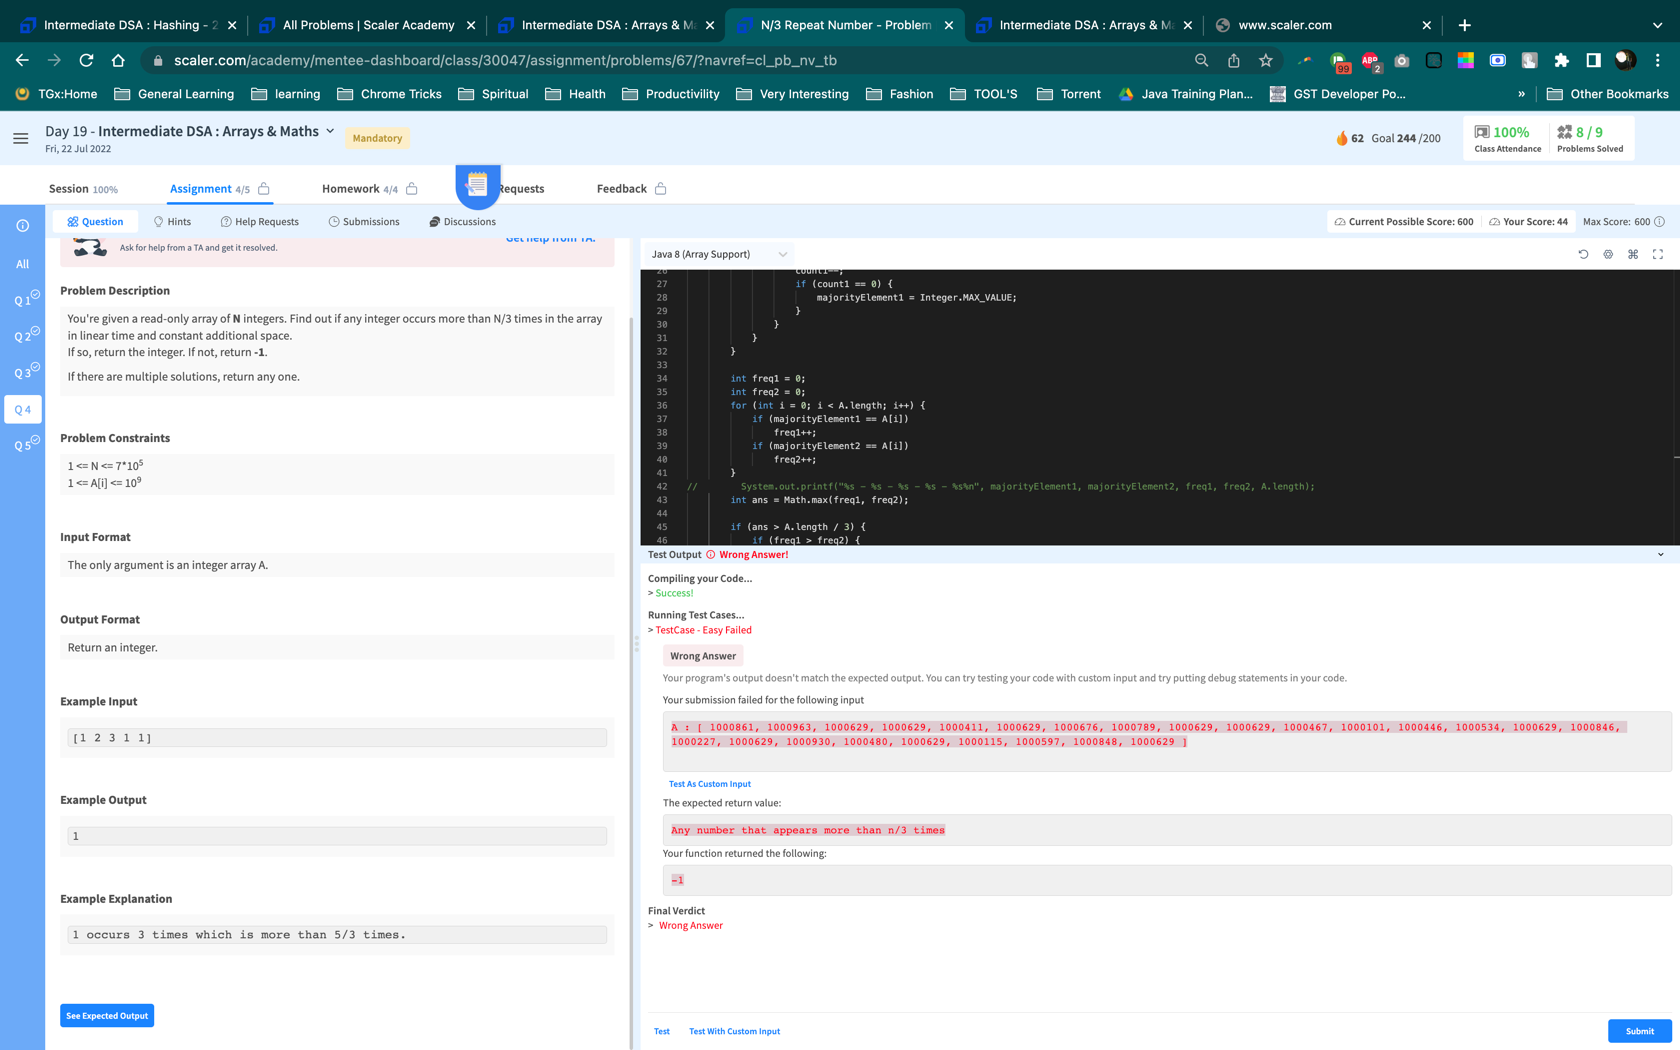 Intermediate DSA : Hashing - 2
All Problems | Scaler Academy
Intermediate DSA : Arrays & Ma
N/3 Repeat Number - Problem
Intermediate DSA : Arrays & Ma
www.scaler.com
scaler.com/academy/mentee-dashboard/class/30047/assignment/problems/67/?navref=cl_pb_nv_tb
99
ABP
2
TGx:Home
General Learning
learning
Chrome Tricks
Spiritual
Health
Productivity
Very Interesting
Fashion
TOOL'S
Torrent
Java Training Plan...
GST Developer Po...
»
Other Bookmarks
Day 19 - Intermediate DSA : Arrays & Maths
Fri, 22 Jul 2022
Mandatory
62 Goal 244 /200
100%
Class Attendance
8 / 9
Problems Solved
Session 100%
Assignment 4/5
Homework 4/4
Requests
Feedback
Question
Hints
Help Requests
Submissions
Discussions
Current Possible Score: 600
Your Score: 44
Max Score: 600
All
Q 1
Q 2
Q 3
Q 4
Q 5
Ask for help from a TA and get it resolved.
Get help from TA.
Problem Description
You're given a read-only array of N integers. Find out if any integer occurs more than N/3 times in the array
in linear time and constant additional space.
If so, return the integer. If not, return -1.
If there are multiple solutions, return any one.
Problem Constraints
1 <= N <= 7*10^5
1 <= A[i] <= 10^9
Input Format
The only argument is an integer array A.
Output Format
Return an integer.
Example Input
[1 2 3 1 1]
Example Output
1
Example Explanation
1 occurs 3 times which is more than 5/3 times.
See Expected Output
Java 8 (Array Support)
26 count1--;
27 if (count1 == 0) {
28 majorityElement1 = Integer.MAX_VALUE;
29 }
30 }
31 }
32 }
33
34 int freq1 = 0;
35 int freq2 = 0;
36 for (int i = 0; i < A.length; i++) {
37 if (majorityElement1 == A[i])
38 freq1++;
39 if (majorityElement2 == A[i])
40 freq2++;
41 }
42 // System.out.printf("%s - %s - %s - %s - %s%n", majorityElement1, majorityElement2, freq1, freq2, A.length);
43 int ans = Math.max(freq1, freq2);
44
45 if (ans > A.length / 3) {
46 if (freq1 > freq2) {
Test Output Wrong Answer!
Compiling your Code...
> Success!
Running Test Cases...
> TestCase - Easy Failed
Wrong Answer
Your program's output doesn't match the expected output. You can try testing your code with custom input and try putting debug statements in your code.
Your submission failed for the following input
A : [ 1000861, 1000963, 1000629, 1000629, 1000411, 1000629, 1000676, 1000789, 1000629, 1000629, 1000467, 1000101, 1000446, 1000534, 1000629, 1000846,
1000227, 1000629, 1000930, 1000480, 1000629, 1000115, 1000597, 1000848, 1000629 ]
Test As Custom Input
The expected return value:
Any number that appears more than n/3 times
Your function returned the following:
-1
Final Verdict
> Wrong Answer
Test
Test With Custom Input
Submit